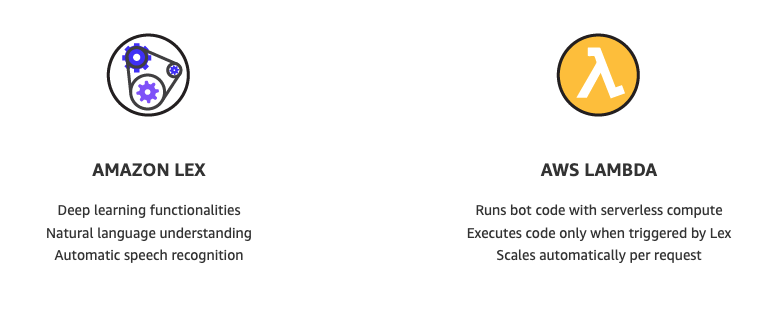 AMAZON LEX
Deep learning functionalities
Natural language understanding
Automatic speech recognition
AWS LAMBDA
Runs bot code with serverless compute
Executes code only when triggered by Lex
Scales automatically per request